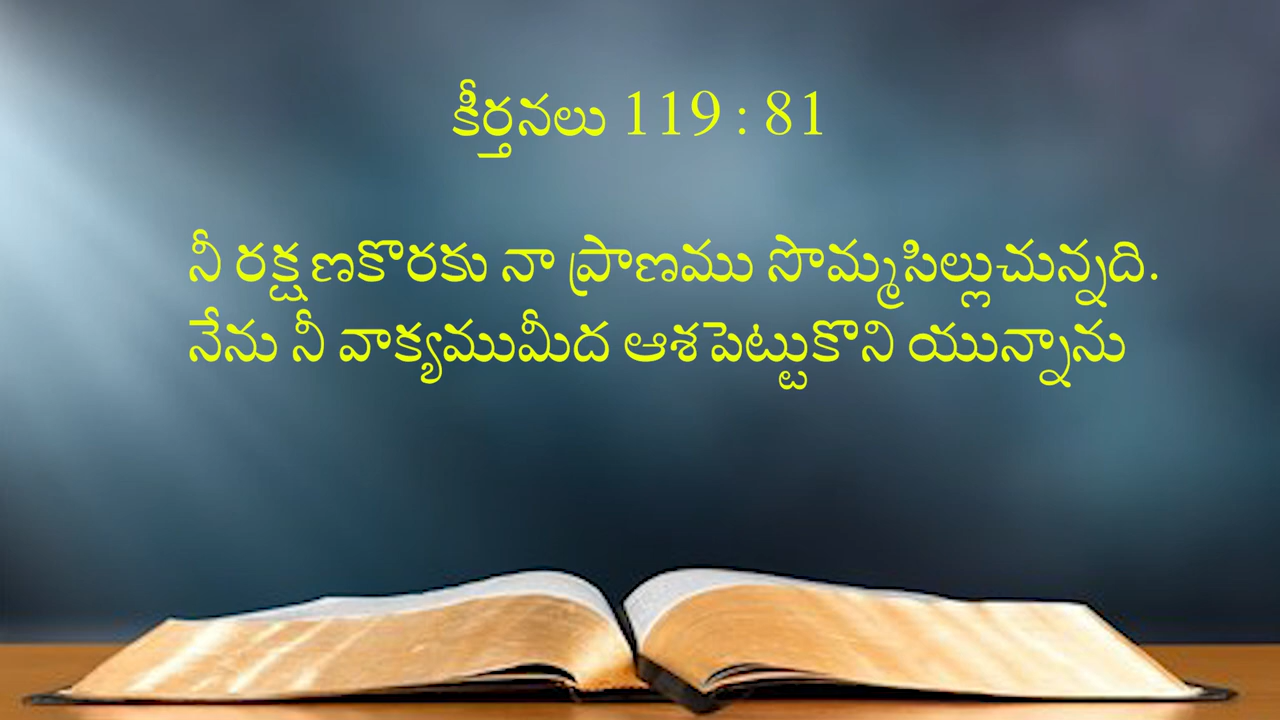 కీర్తనలు 119 : 81
నీ రక్షణకొరకు నా ప్రాణము సొమ్మసిల్లుచున్నది.
నేను నీ వాక్యముమీద ఆశపెట్టుకొని యున్నాను